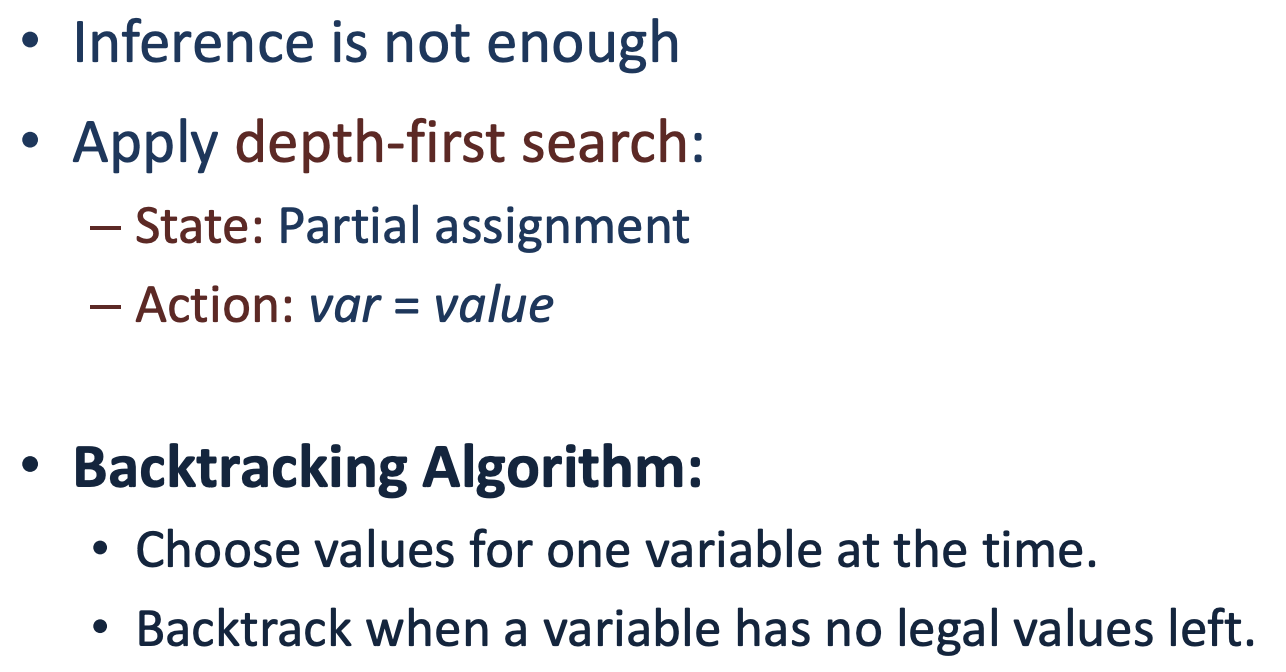 • Inference is not enough
• Apply depth-first search:
– State: Partial assignment
– Action: var = value
• Backtracking Algorithm:
• Choose values for one variable at the time.
• Backtrack when a variable has no legal values left.